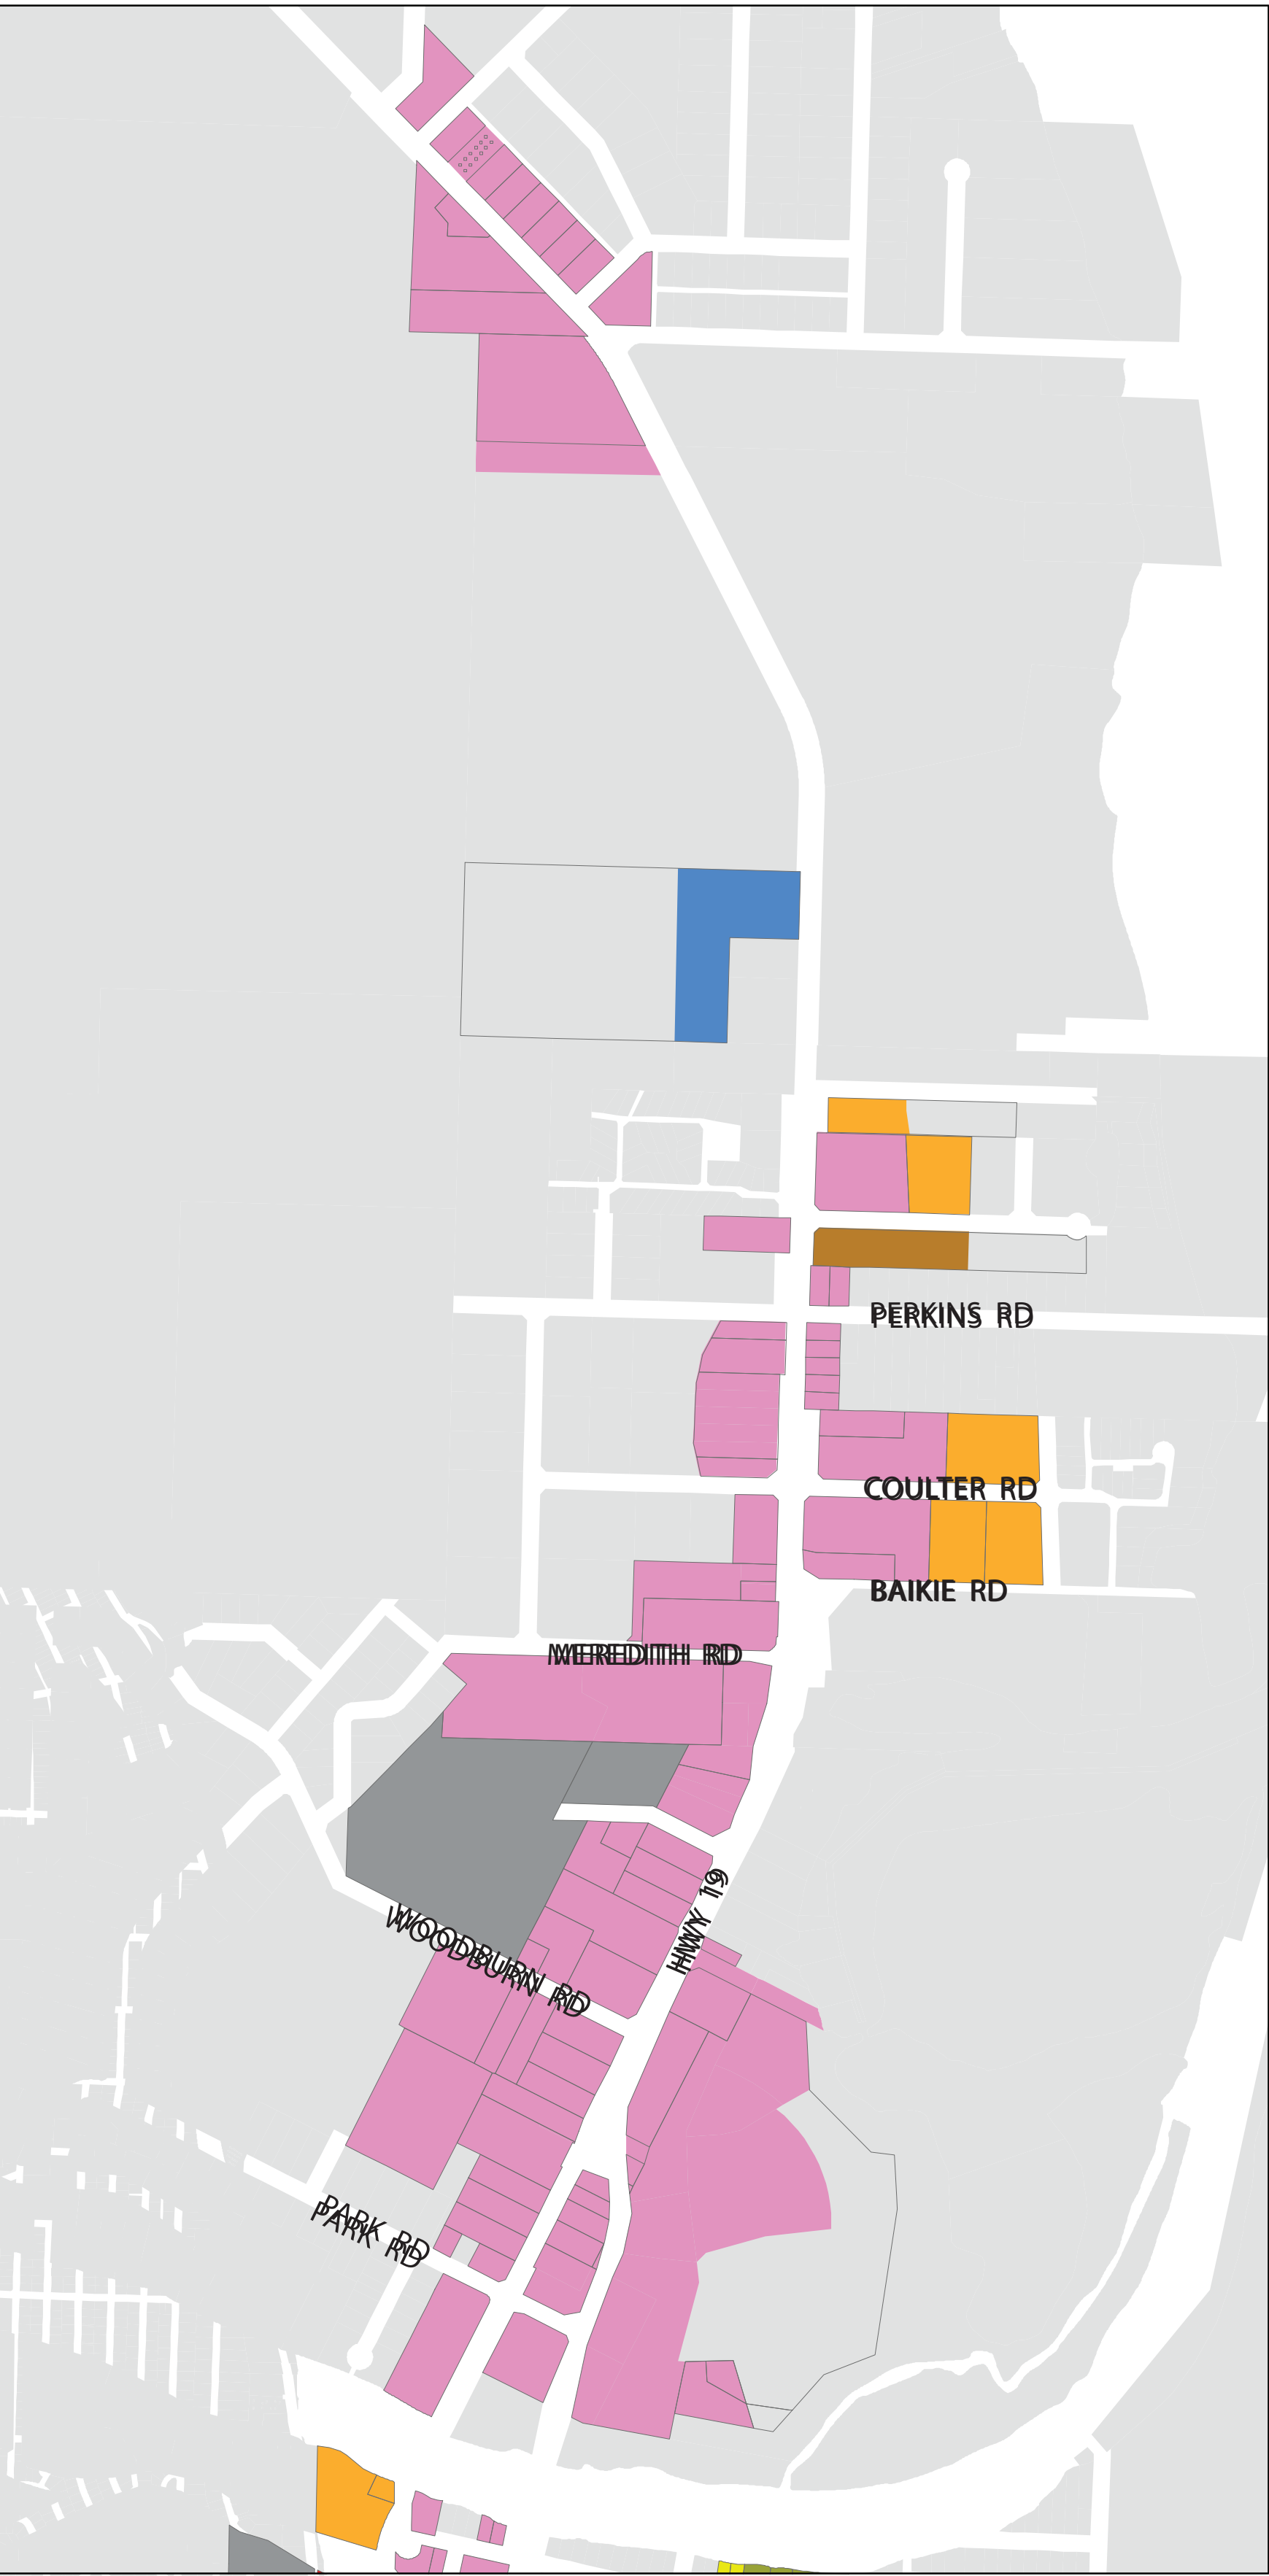 PERKINS RD
COULTER RD
BAIKIE RD
MEREDITH RD
HWY 19
WOODBURN RD
PARK RD